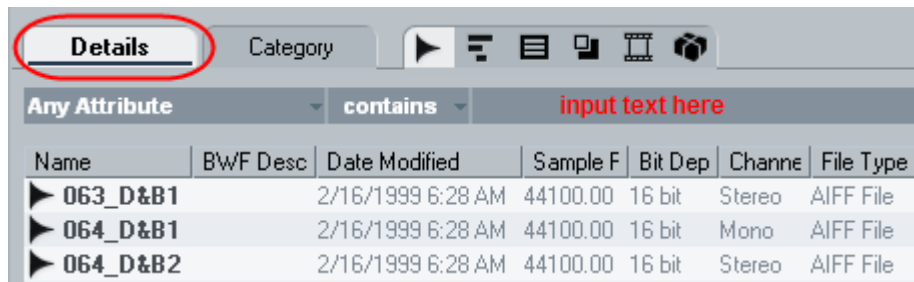 Details Category
Any Attribute contains input text here
Name BWF Desc Date Modified Sample F Bit Dep Channe File Type
063_D&B1 2/16/1999 6:28 AM 44100.00 16 bit Stereo AIFF File
064_D&B1 2/16/1999 6:28 AM 44100.00 16 bit Mono AIFF File
064_D&B2 2/16/1999 6:28 AM 44100.00 16 bit Stereo AIFF File